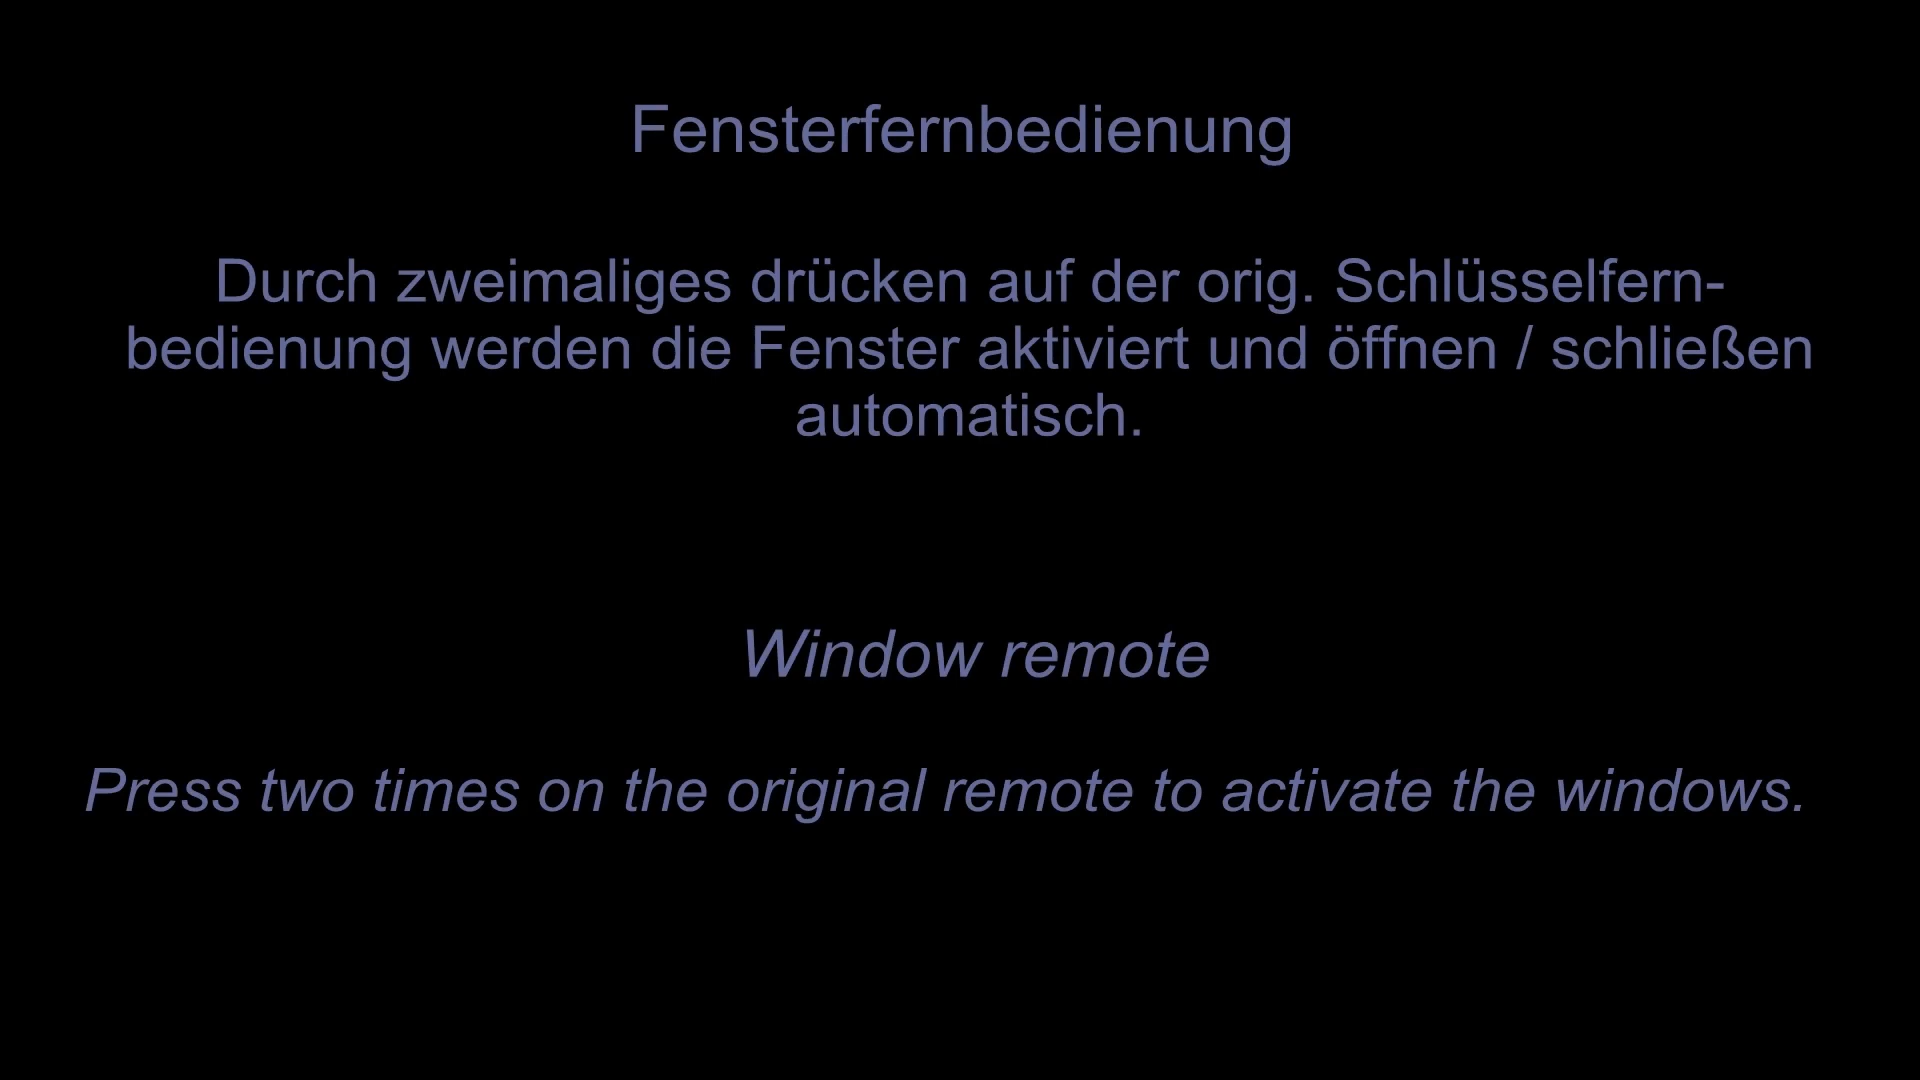 Fensterfernbedienung
Durch zweimaliges drücken auf der orig. Schlüsselfern-
bedienung werden die Fenster aktiviert und öffnen / schließen
automatisch.
Window remote
Press two times on the original remote to activate the windows.